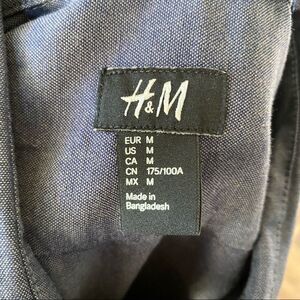 H&M
EUR M
US M
CA M
CN 175/100A
MX M
Made in
Bangladesh